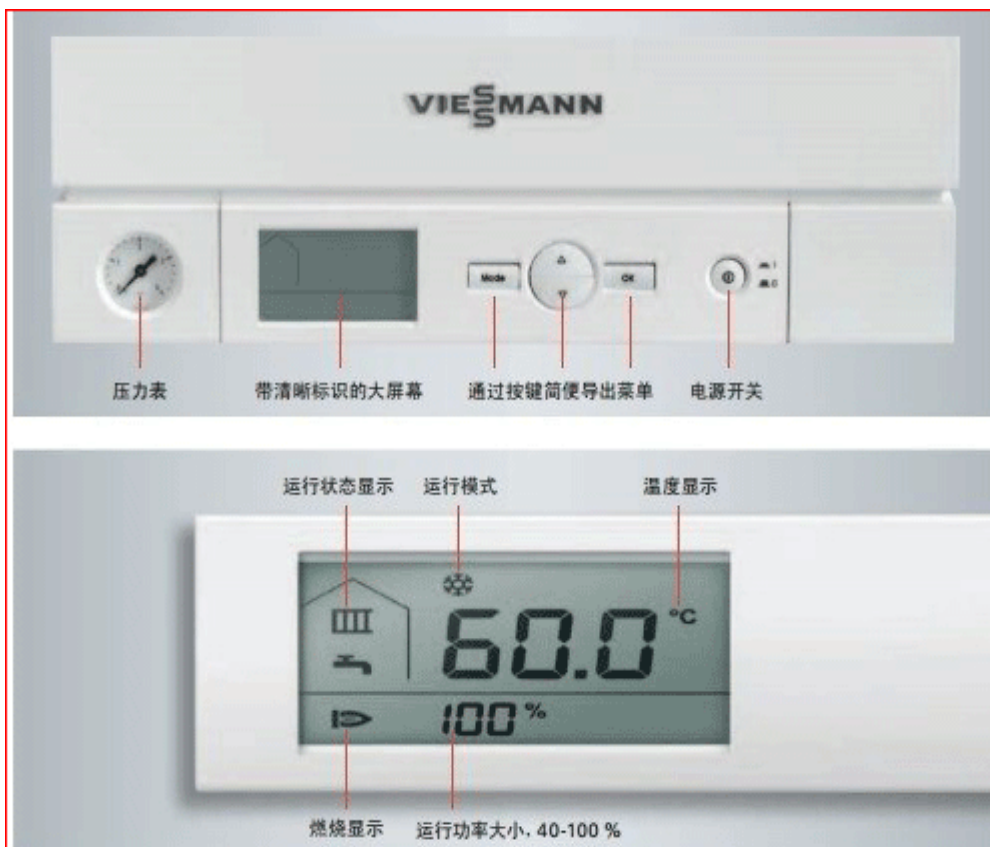 VIESSMANN
Mode
OK
1
0
压力表
带清晰标识的大屏幕
通过按键简便导出菜单
电源开关
运行状态显示
运行模式
温度显示
60.0 °C
100 %
燃烧显示
运行功率大小, 40-100 %